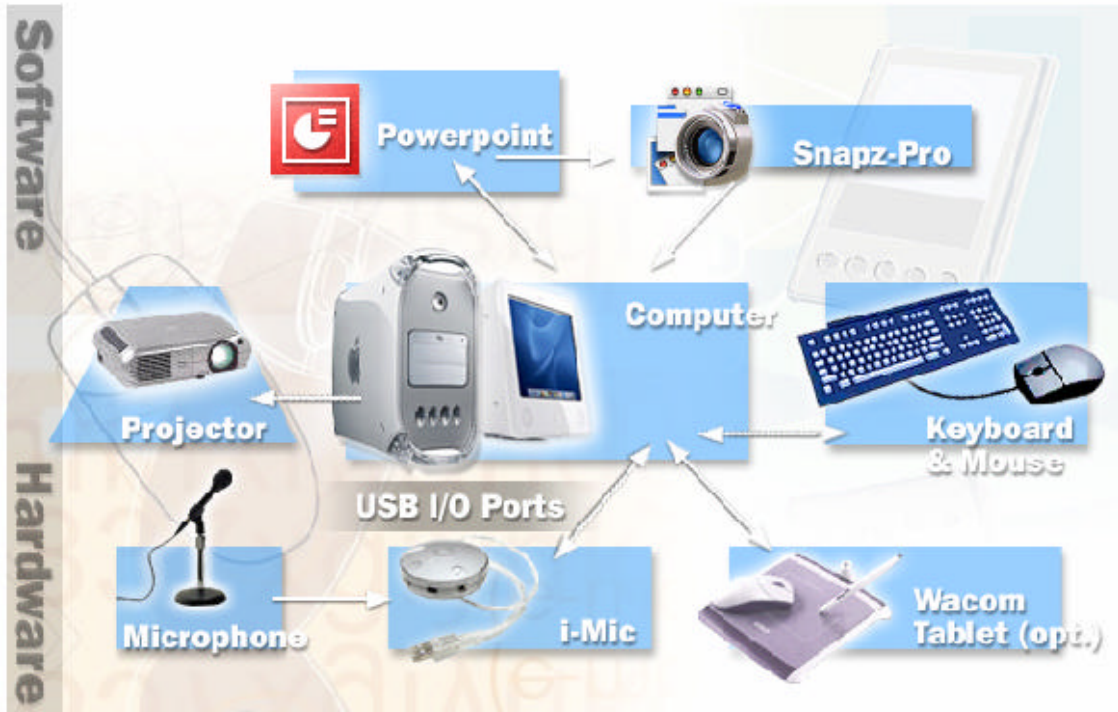 Software
Powerpoint
Snapz-Pro
Computer
Projector
Keyboard
& Mouse
USB I/O Ports
Hardware
Microphone
i-Mic
Wacom
Tablet (opt.)